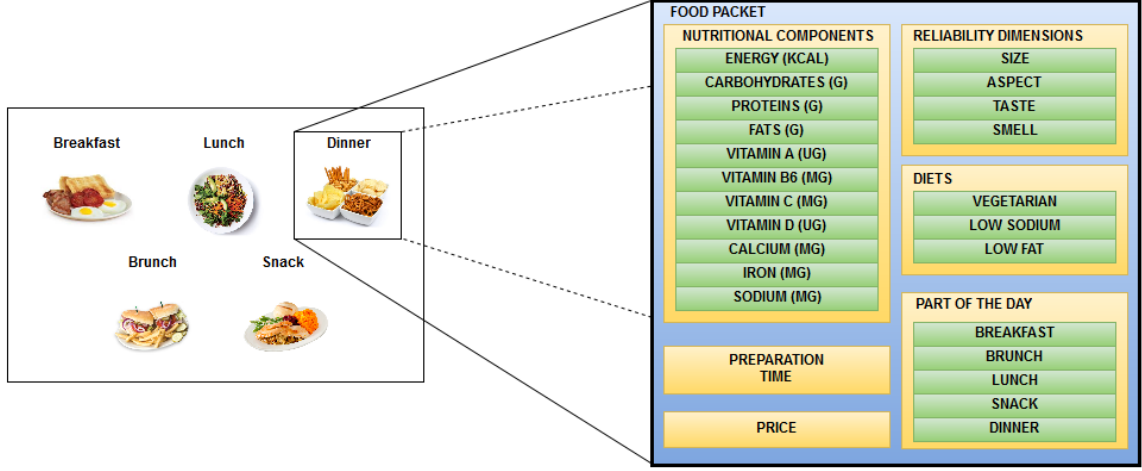 Breakfast
Lunch
Dinner
Brunch
Snack
FOOD PACKET
NUTRITIONAL COMPONENTS
ENERGY (KCAL)
CARBOHYDRATES (G)
PROTEINS (G)
FATS (G)
VITAMIN A (UG)
VITAMIN B6 (MG)
VITAMIN C (MG)
VITAMIN D (UG)
CALCIUM (MG)
IRON (MG)
SODIUM (MG)
PREPARATION
TIME
PRICE
RELIABILITY DIMENSIONS
SIZE
ASPECT
TASTE
SMELL
DIETS
VEGETARIAN
LOW SODIUM
LOW FAT
PART OF THE DAY
BREAKFAST
BRUNCH
LUNCH
SNACK
DINNER